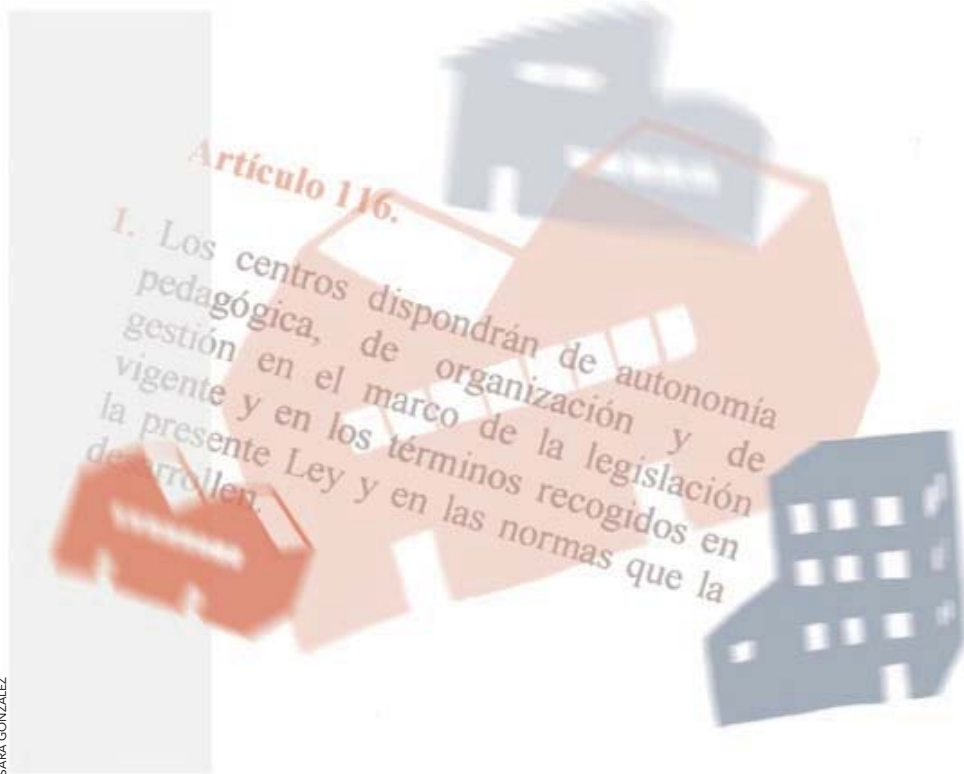 Artículo 116.
1. Los centros dispondrán de autonomía
pedagógica, de organización y de
gestión en el marco de la legislación
vigente y en los términos recogidos en
la presente Ley y en las normas que la
desarrollen.
SARA GONZÁLEZ